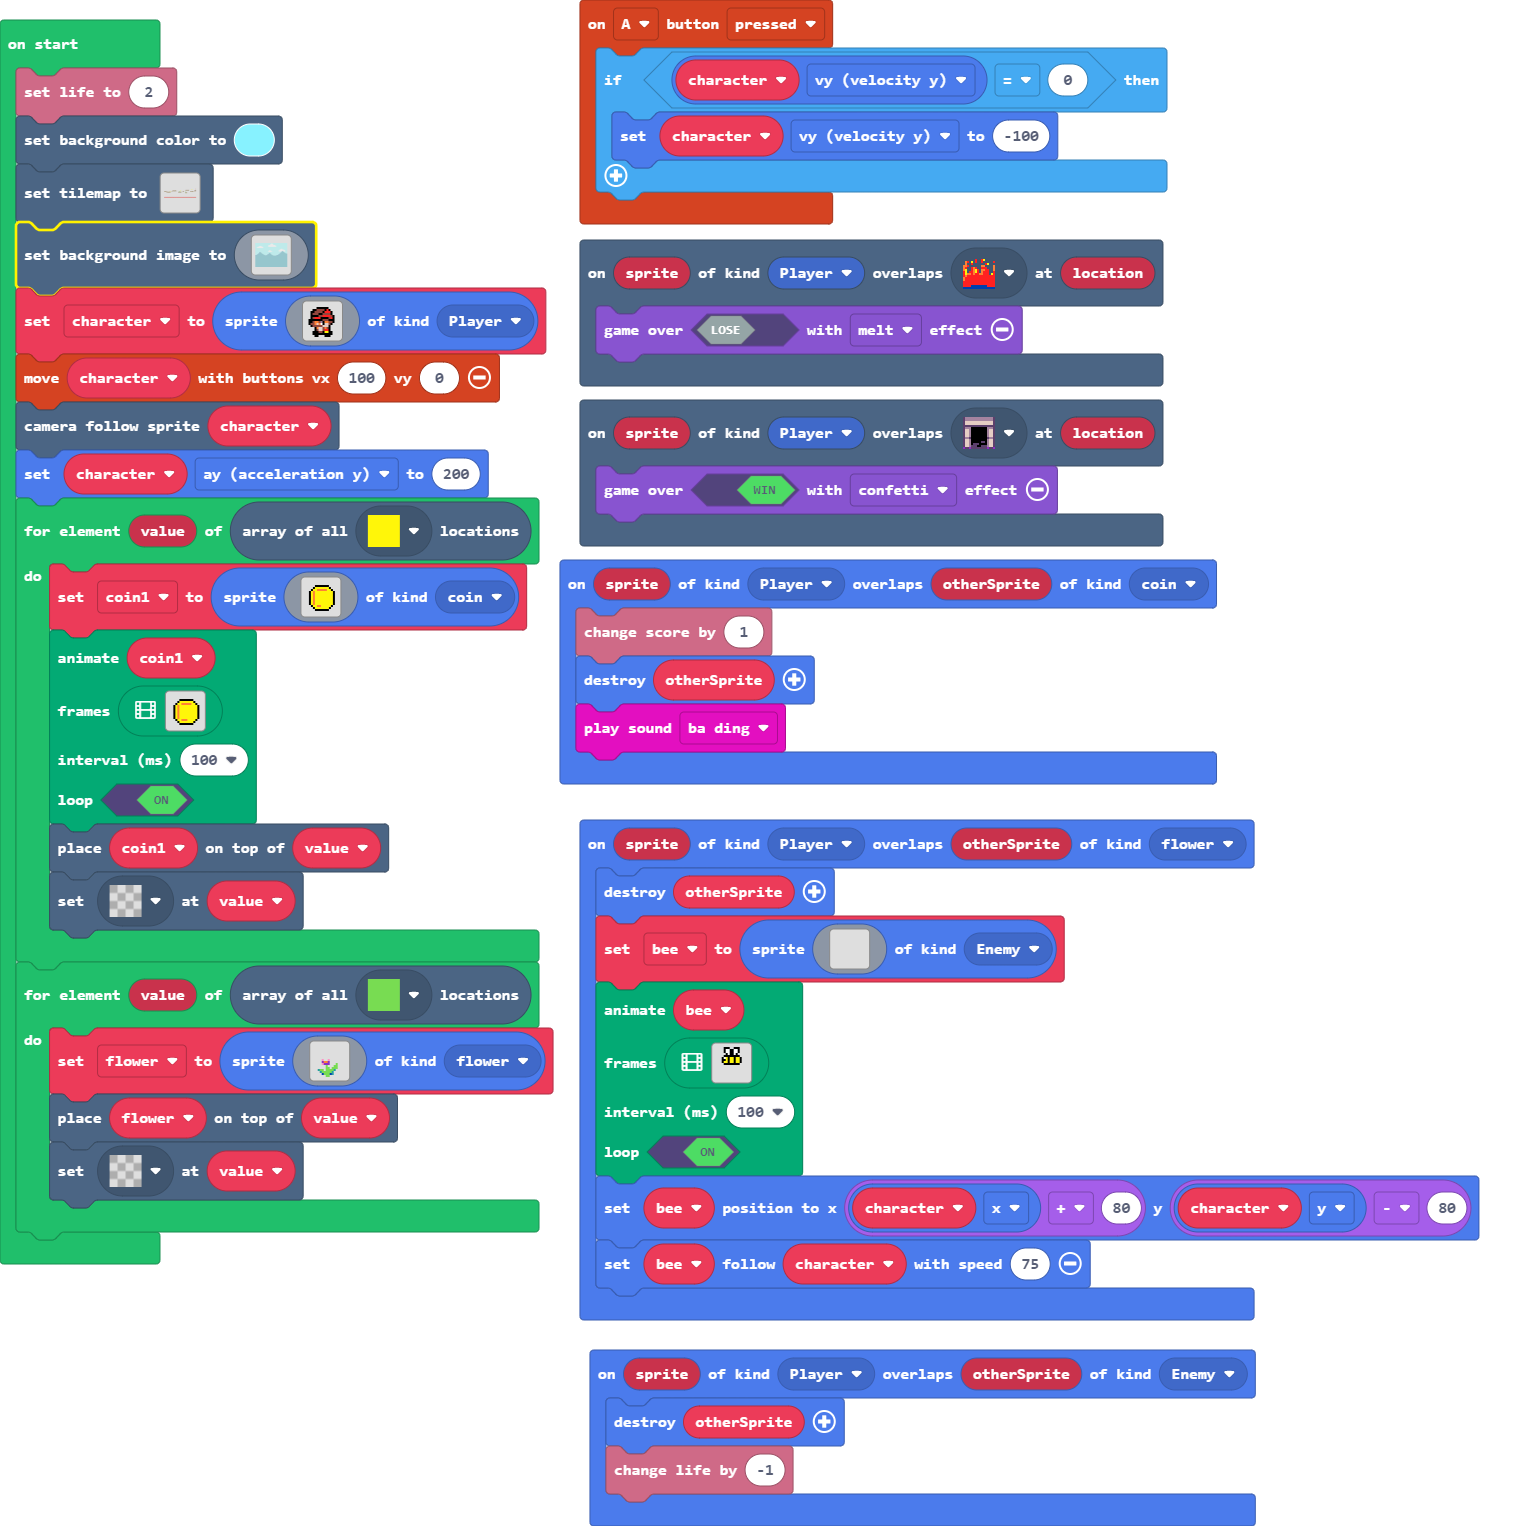 on start
set life to 2
set background color to
set tilemap to
set background image to
set character to sprite of kind Player
move character with buttons vx 100 vy 0
camera follow sprite character
set character ay (acceleration y) to 200
for element value of array of all locations
do
set coin1 to sprite of kind coin
animate coin1
frames
interval (ms) 100
loop ON
place coin1 on top of value
set at value
for element value of array of all locations
do
set flower to sprite of kind flower
place flower on top of value
set at value
on A button pressed
if character vy (velocity y) = 0 then
set character vy (velocity y) to -100
on sprite of kind Player overlaps at location
game over LOSE with melt effect
on sprite of kind Player overlaps at location
game over WIN with confetti effect
on sprite of kind Player overlaps otherSprite of kind coin
change score by 1
destroy otherSprite
play sound ba ding
on sprite of kind Player overlaps otherSprite of kind flower
destroy otherSprite
set bee to sprite of kind Enemy
animate bee
frames
interval (ms) 100
loop ON
set bee position to x character x + 80 y character y - 80
set bee follow character with speed 75
on sprite of kind Player overlaps otherSprite of kind Enemy
destroy otherSprite
change life by -1